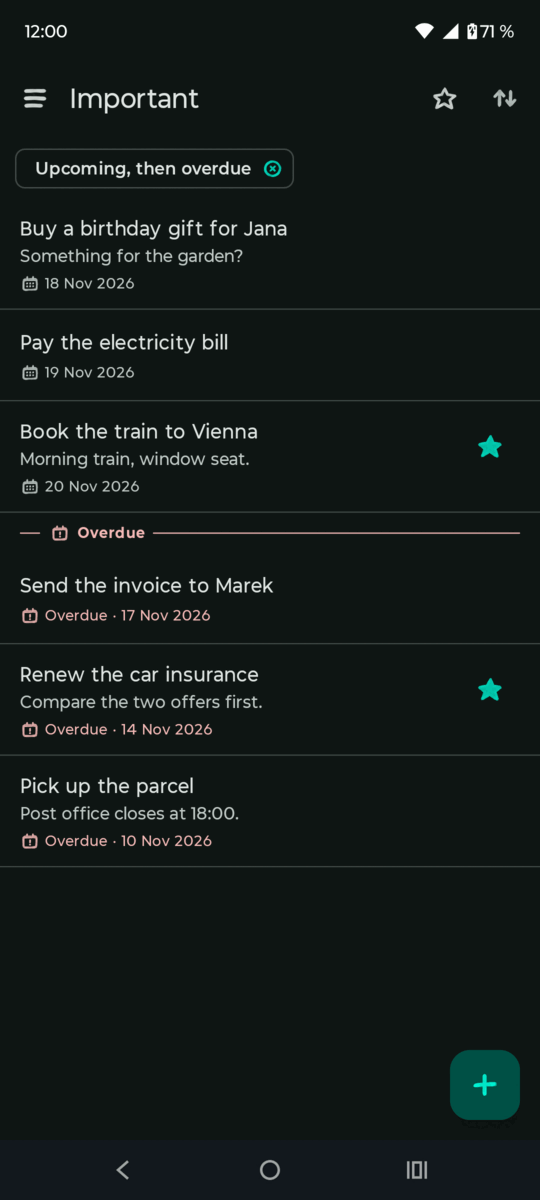 12:00
71 %
Important
Upcoming, then overdue
Buy a birthday gift for Jana
Something for the garden?
18 Nov 2026
Pay the electricity bill
19 Nov 2026
Book the train to Vienna
Morning train, window seat.
20 Nov 2026
Overdue
Send the invoice to Marek
Overdue · 17 Nov 2026
Renew the car insurance
Compare the two offers first.
Overdue · 14 Nov 2026
Pick up the parcel
Post office closes at 18:00.
Overdue · 10 Nov 2026